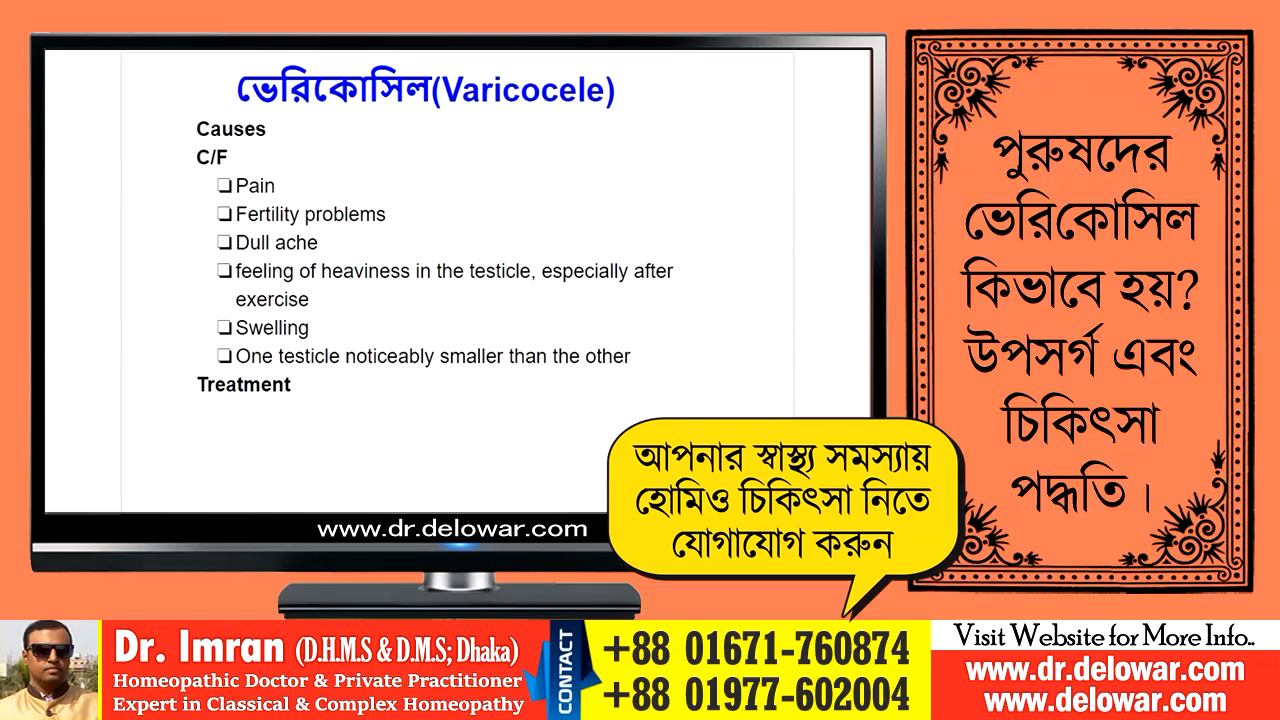 ভেরিকোসিল(Varicocele)
Causes
C/F
❏Pain
❏Fertility problems
❏Dull ache
❏feeling of heaviness in the testicle, especially after
exercise
❏Swelling
❏One testicle noticeably smaller than the other
Treatment
www.dr.delowar.com
পুরুষদের
ভেরিকোসিল
কিভাবে হয়?
উপসর্গ এবং
চিকিৎসা
পদ্ধতি।
আপনার স্বাস্থ্য সমস্যায়
হোমিও চিকিৎসা নিতে
যোগাযোগ করুন
Dr. Imran (D.H.M.S & D.M.S; Dhaka)
Homeopathic Doctor & Private Practitioner
Expert in Classical & Complex Homeopathy
CONTACT
+88 01671-760874
+88 01977-602004
Visit Website for More Info..
www.dr.delowar.com
www.delowar.com